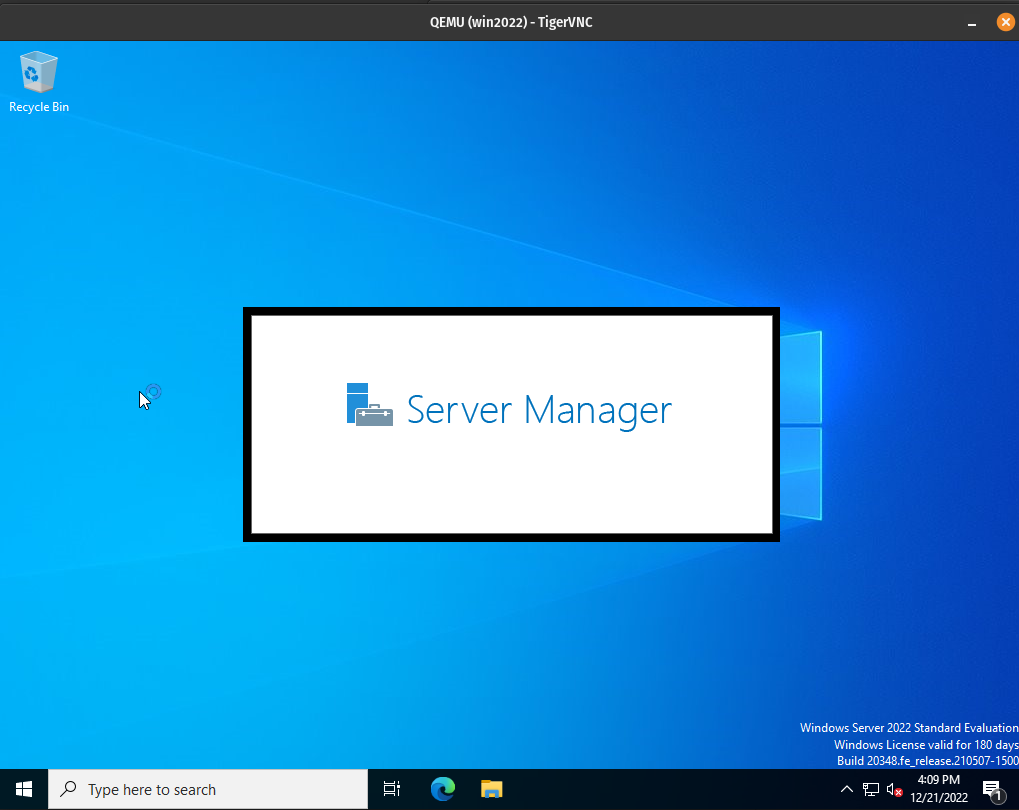 QEMU (win2022) - TigerVNC
Recycle Bin
Server Manager
Windows Server 2022 Standard Evaluation
Windows License valid for 180 days
Build 20348.fe_release.210507-1500
Type here to search
4:09 PM
12/21/2022
1